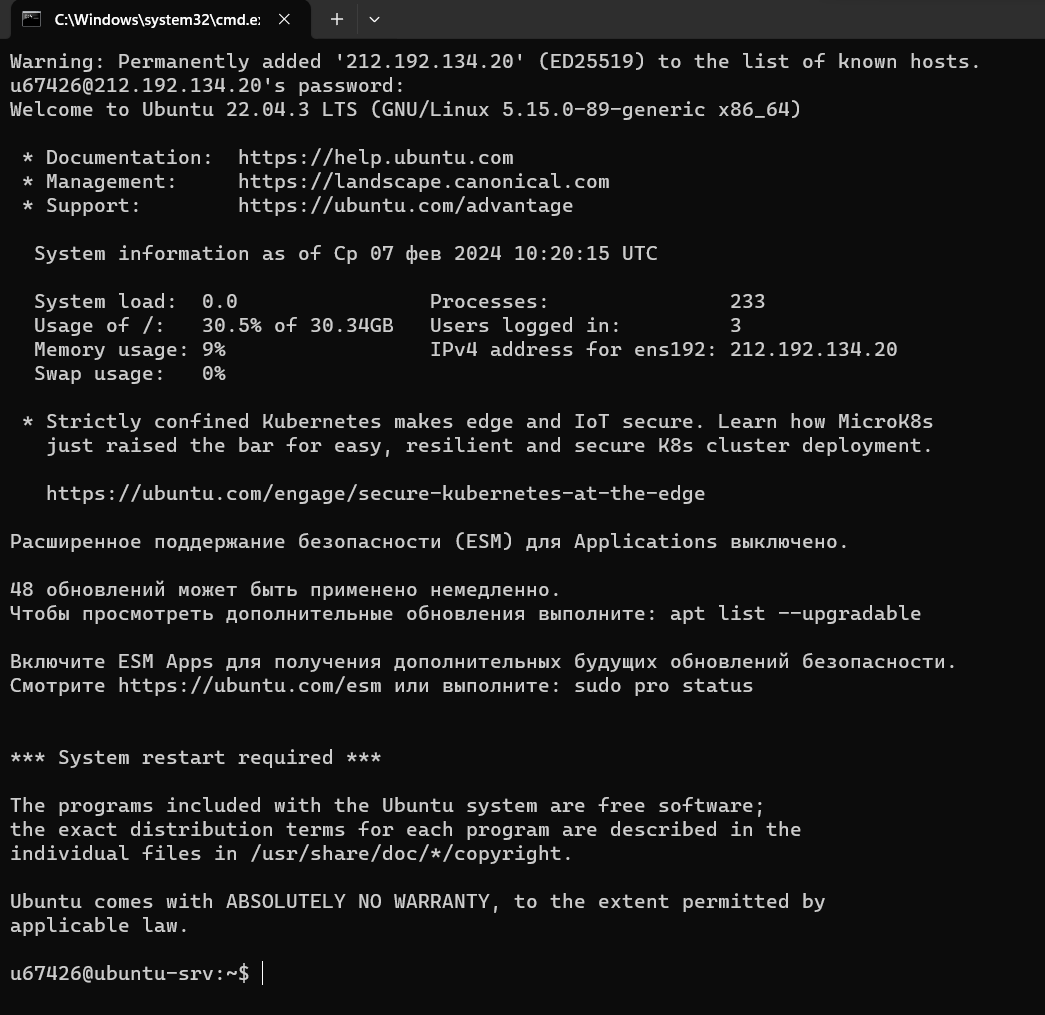 C:\Windows\system32\cmd.e
Warning: Permanently added '212.192.134.20' (ED25519) to the list of known hosts.
u67426@212.192.134.20's password:
Welcome to Ubuntu 22.04.3 LTS (GNU/Linux 5.15.0-89-generic x86_64)
* Documentation:  https://help.ubuntu.com
* Management:     https://landscape.canonical.com
* Support:        https://ubuntu.com/advantage
System information as of Ср 07 фев 2024 10:20:15 UTC
System load:  0.0                Processes:               233
Usage of /:   30.5% of 30.34GB   Users logged in:         3
Memory usage: 9%                 IPv4 address for ens192: 212.192.134.20
Swap usage:   0%
* Strictly confined Kubernetes makes edge and IoT secure. Learn how MicroK8s
just raised the bar for easy, resilient and secure K8s cluster deployment.
https://ubuntu.com/engage/secure-kubernetes-at-the-edge
Расширенное поддержание безопасности (ESM) для Applications выключено.
48 обновлений может быть применено немедленно.
Чтобы просмотреть дополнительные обновления выполните: apt list --upgradable
Включите ESM Apps для получения дополнительных будущих обновлений безопасности.
Смотрите https://ubuntu.com/esm или выполните: sudo pro status
*** System restart required ***
The programs included with the Ubuntu system are free software;
the exact distribution terms for each program are described in the
individual files in /usr/share/doc/*/copyright.
Ubuntu comes with ABSOLUTELY NO WARRANTY, to the extent permitted by
applicable law.
u67426@ubuntu-srv:~$